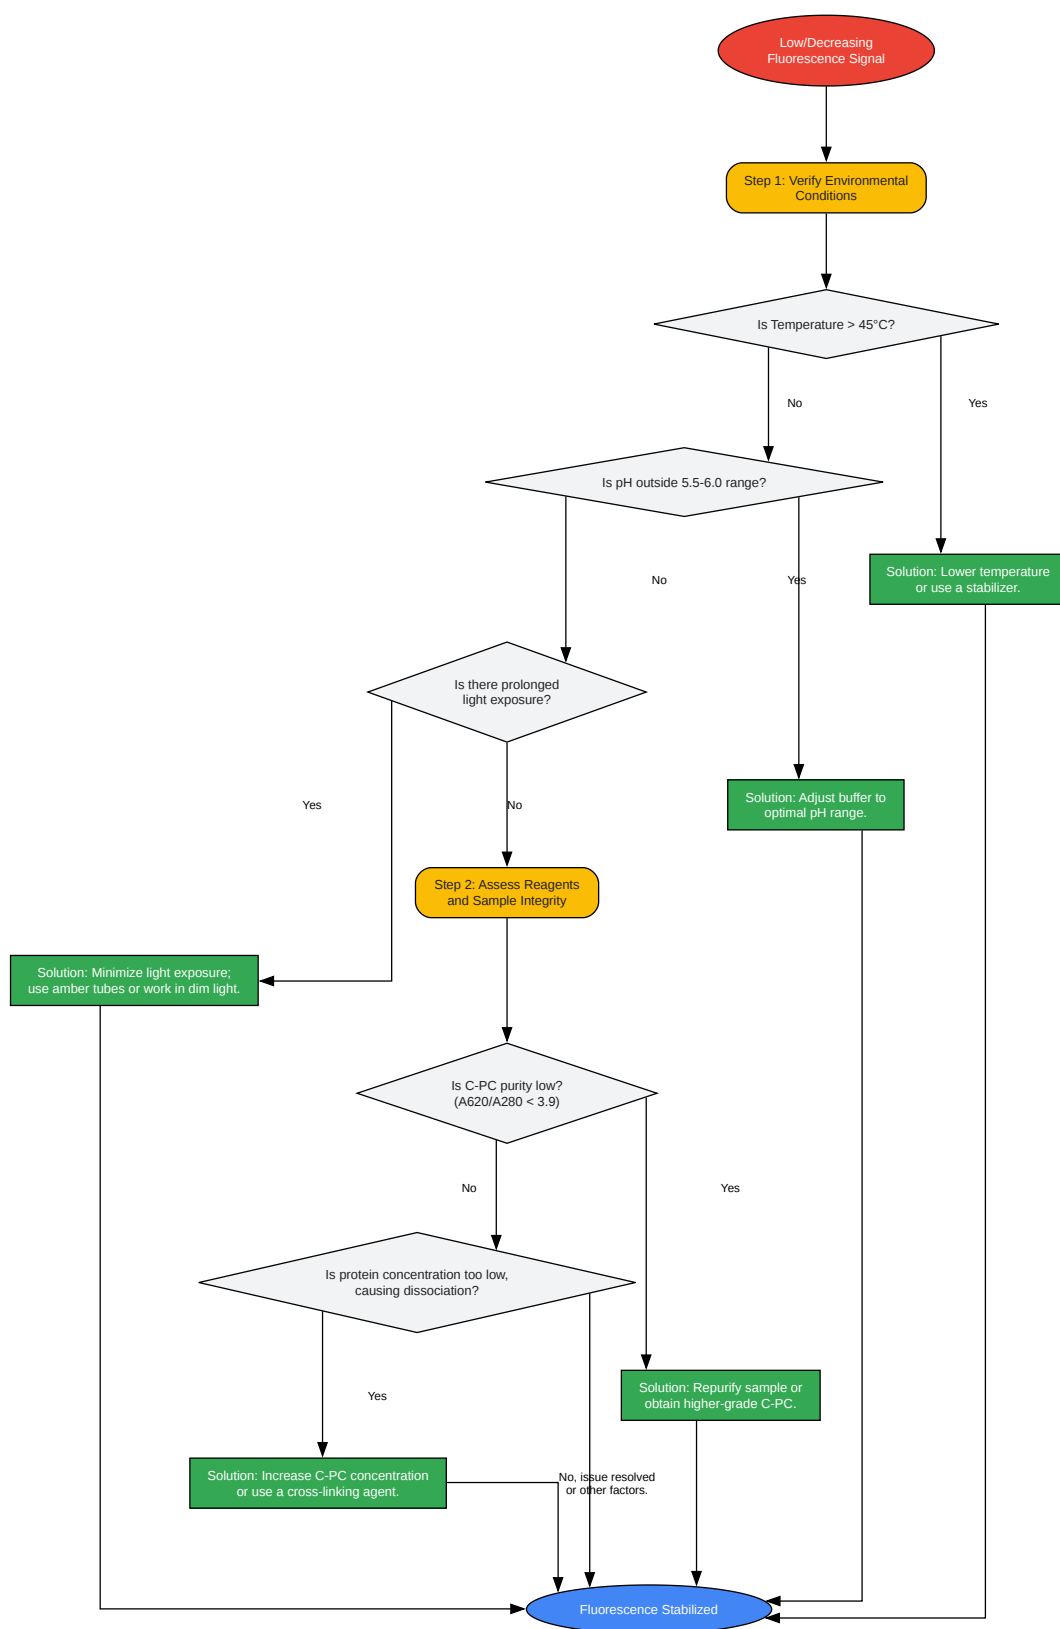 Low/Decreasing
Fluorescence Signal
Step 1: Verify Environmental
Conditions
Is Temperature > 45°C?
No
Yes
Is pH outside 5.5-6.0 range?
No
Yes
Solution: Lower temperature
or use a stabilizer.
Is there prolonged
light exposure?
Yes
No
Solution: Adjust buffer to
optimal pH range.
Step 2: Assess Reagents
and Sample Integrity
Solution: Minimize light exposure;
use amber tubes or work in dim light.
Is C-PC purity low?
(A620/A280 < 3.9)
No
Yes
Is protein concentration too low,
causing dissociation?
Yes
Solution: Repurify sample or
obtain higher-grade C-PC.
Solution: Increase C-PC concentration
or use a cross-linking agent.
No, issue resolved
or other factors.
Fluorescence Stabilized